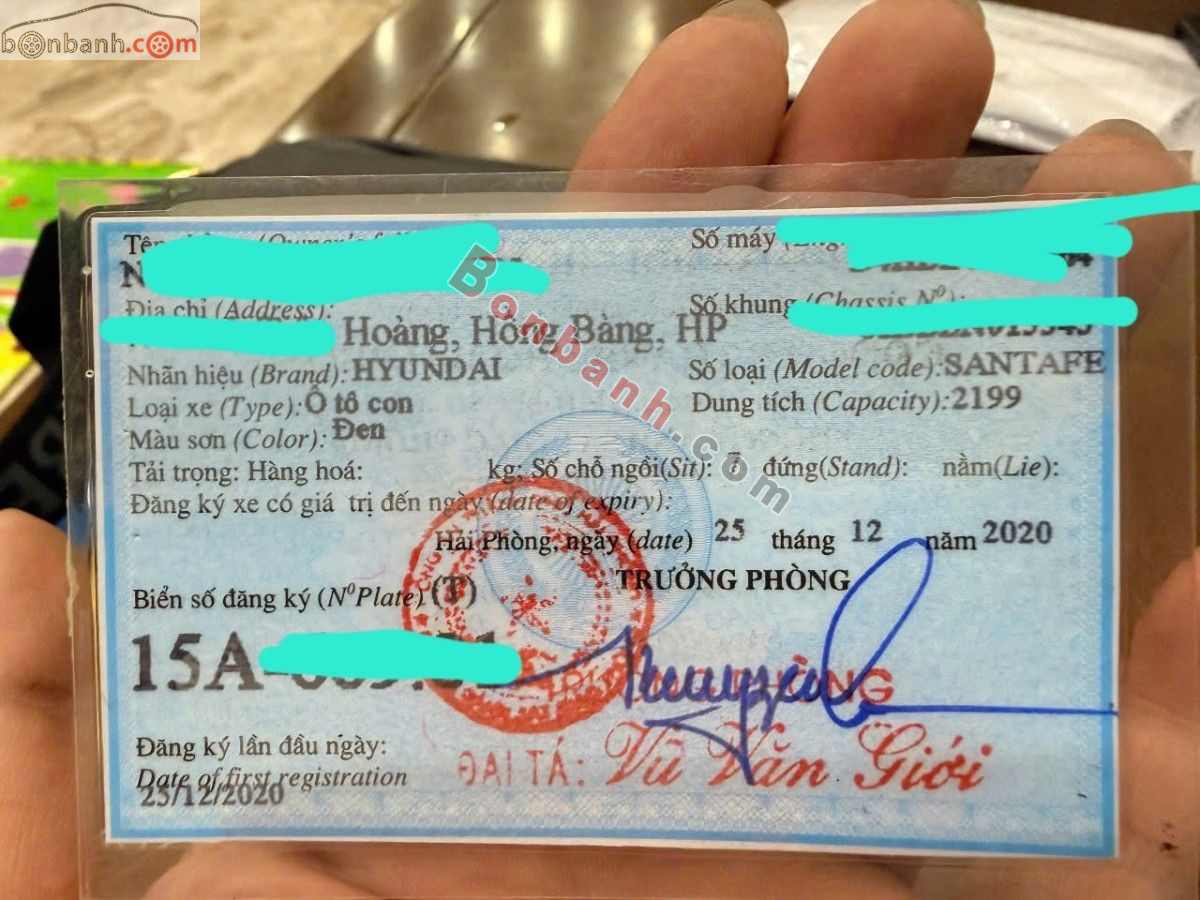 bonbanh.com
Số máy
Địa chỉ (Address):
Số khung (Chassis Nº):
Hoàng, Hồng Bàng, HP
Nhãn hiệu (Brand): HYUNDAI
Số loại (Model code): SANTAFE
Loại xe (Type): Ô tô con
Dung tích (Capacity): 2199
Màu sơn (Color): Đen
Tải trọng: Hàng hoá: kg; Số chỗ ngồi(Sit): 7 đứng(Stand): nằm(Lie):
Đăng ký xe có giá trị đến ngày (date of expiry):
Hải Phòng, ngày (date) 25 tháng 12 năm 2020
TRƯỞNG PHÒNG
Biển số đăng ký (NºPlate) (T)
15A-
Đăng ký lần đầu ngày:
Date of first registration
25/12/2020
ĐẠI TÁ: Vũ Văn Giới
Bonbanh.com